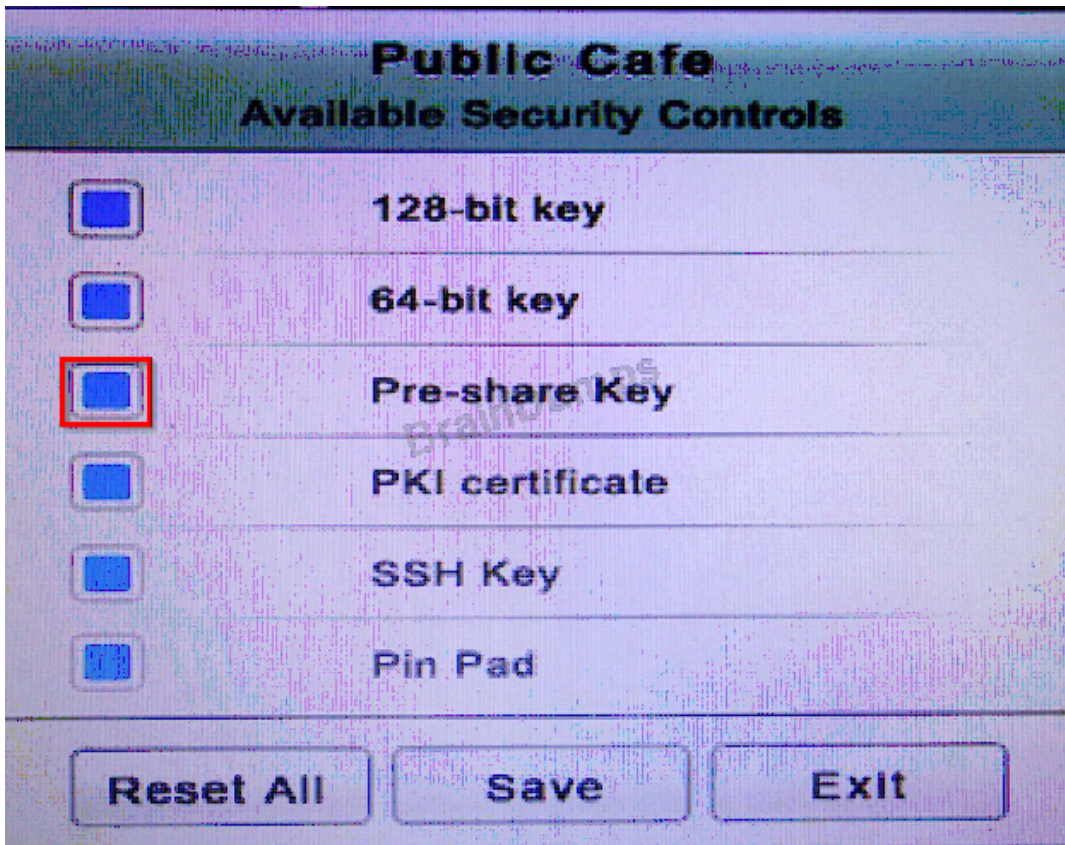 Public Cafe
Available Security Controls
128-bit key
64-bit key
Pre-share Key
BrainDumps
PKI certificate
SSH Key
Pin Pad
Reset All
Save
Exit